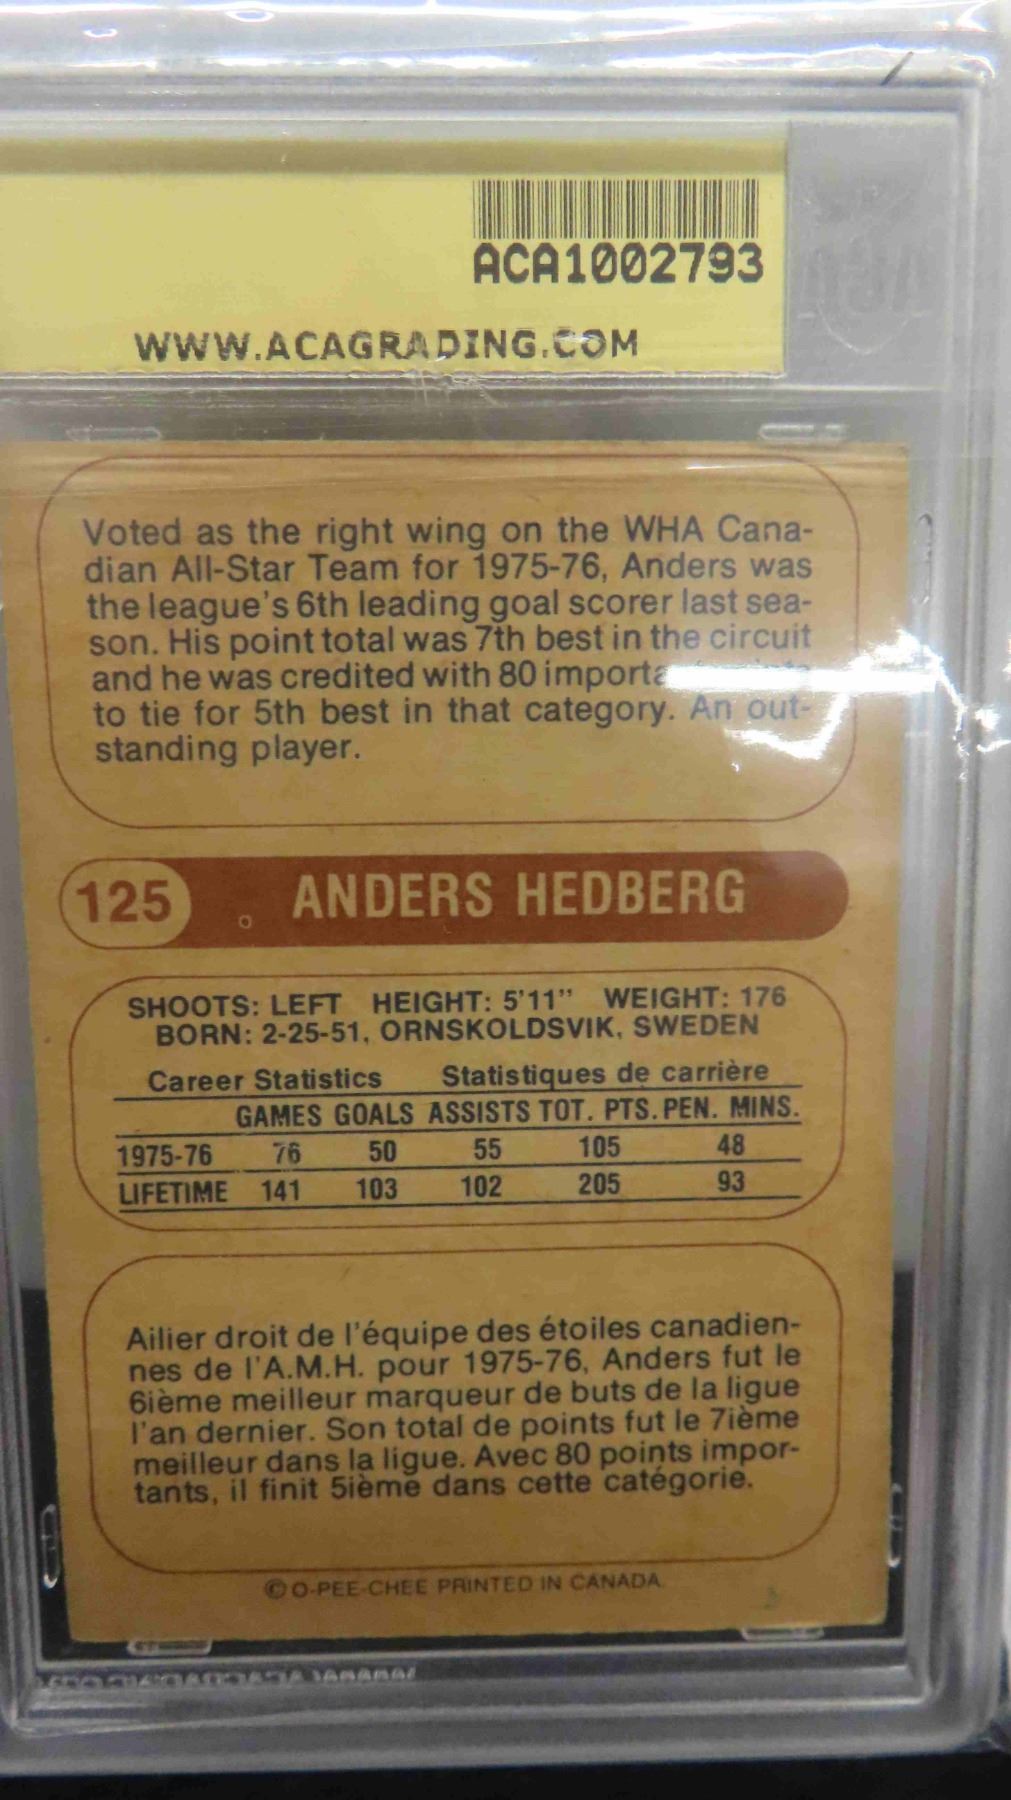 ACA1002793
WWW.ACAGRADING.COM
Voted as the right wing on the WHA Cana-
dian All-Star Team for 1975-76, Anders was
the league's 6th leading goal scorer last sea-
son. His point total was 7th best in the circuit
and he was credited with 80
to tie for 5th best in that category. An out-
standing player.
125 ANDERS HEDBERG
SHOOTS: LEFT HEIGHT: 5'11" WEIGHT: 176
BORN: 2-25-51, ORNSKOLDSVIK, SWEDEN
Career Statistics Statistiques de carrière
GAMES GOALS ASSISTS TOT. PTS. PEN. MINS.
1975-76 76 50 55 105 48
LIFETIME 141 103 102 205 93
Ailier droit de l'équipe des étoiles canadien-
nes de l'A.M.H. pour 1975-76, Anders fut le
6ième meilleur marqueur de buts de la ligue
l'an dernier. Son total de points fut le 7ième
meilleur dans la ligue. Avec 80 points impor-
tants, il finit 5ième dans cette catégorie.
© O-PEE-CHEE PRINTED IN CANADA.